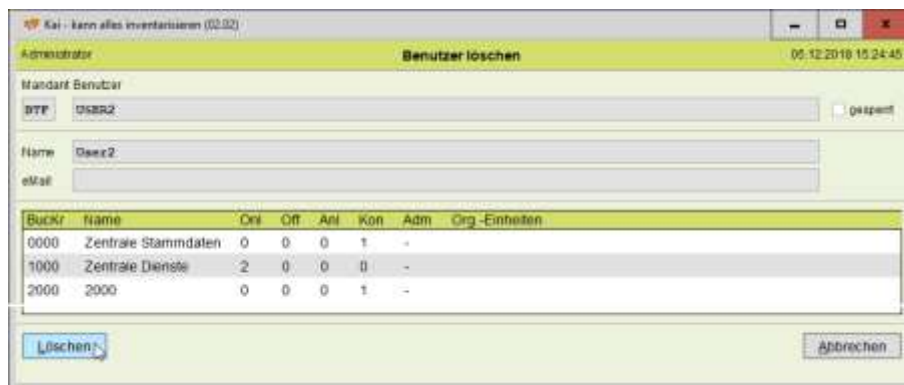 Kai - kann alles inventarisieren (02.02)
Administrator Benutzer löschen 05.12.2018 15:24:45
Mandant Benutzer
DTF USER2 gesperrt
Name User2
eMail
BucKr Name Onl Off Anl Kon Adm Org.-Einheiten
0000 Zentrale Stammdaten 0 0 0 1 -
1000 Zentrale Dienste 2 0 0 0 -
2000 2000 0 0 0 1 -
Löschen Abbrechen